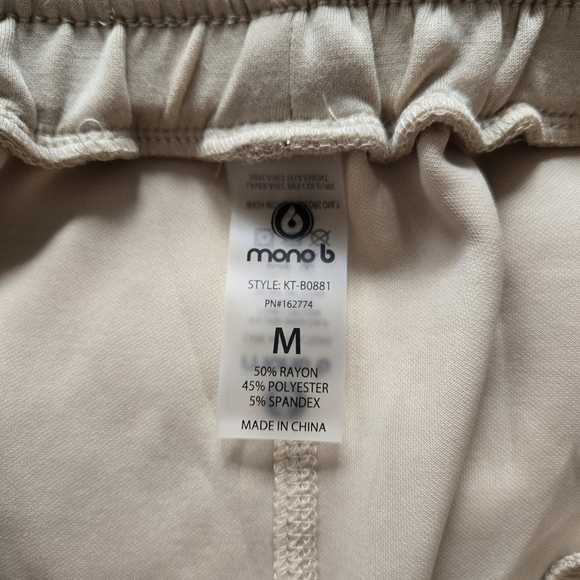 mono b
STYLE: KT-B0881
PN#162774
M
50% RAYON
45% POLYESTER
5% SPANDEX
MADE IN CHINA